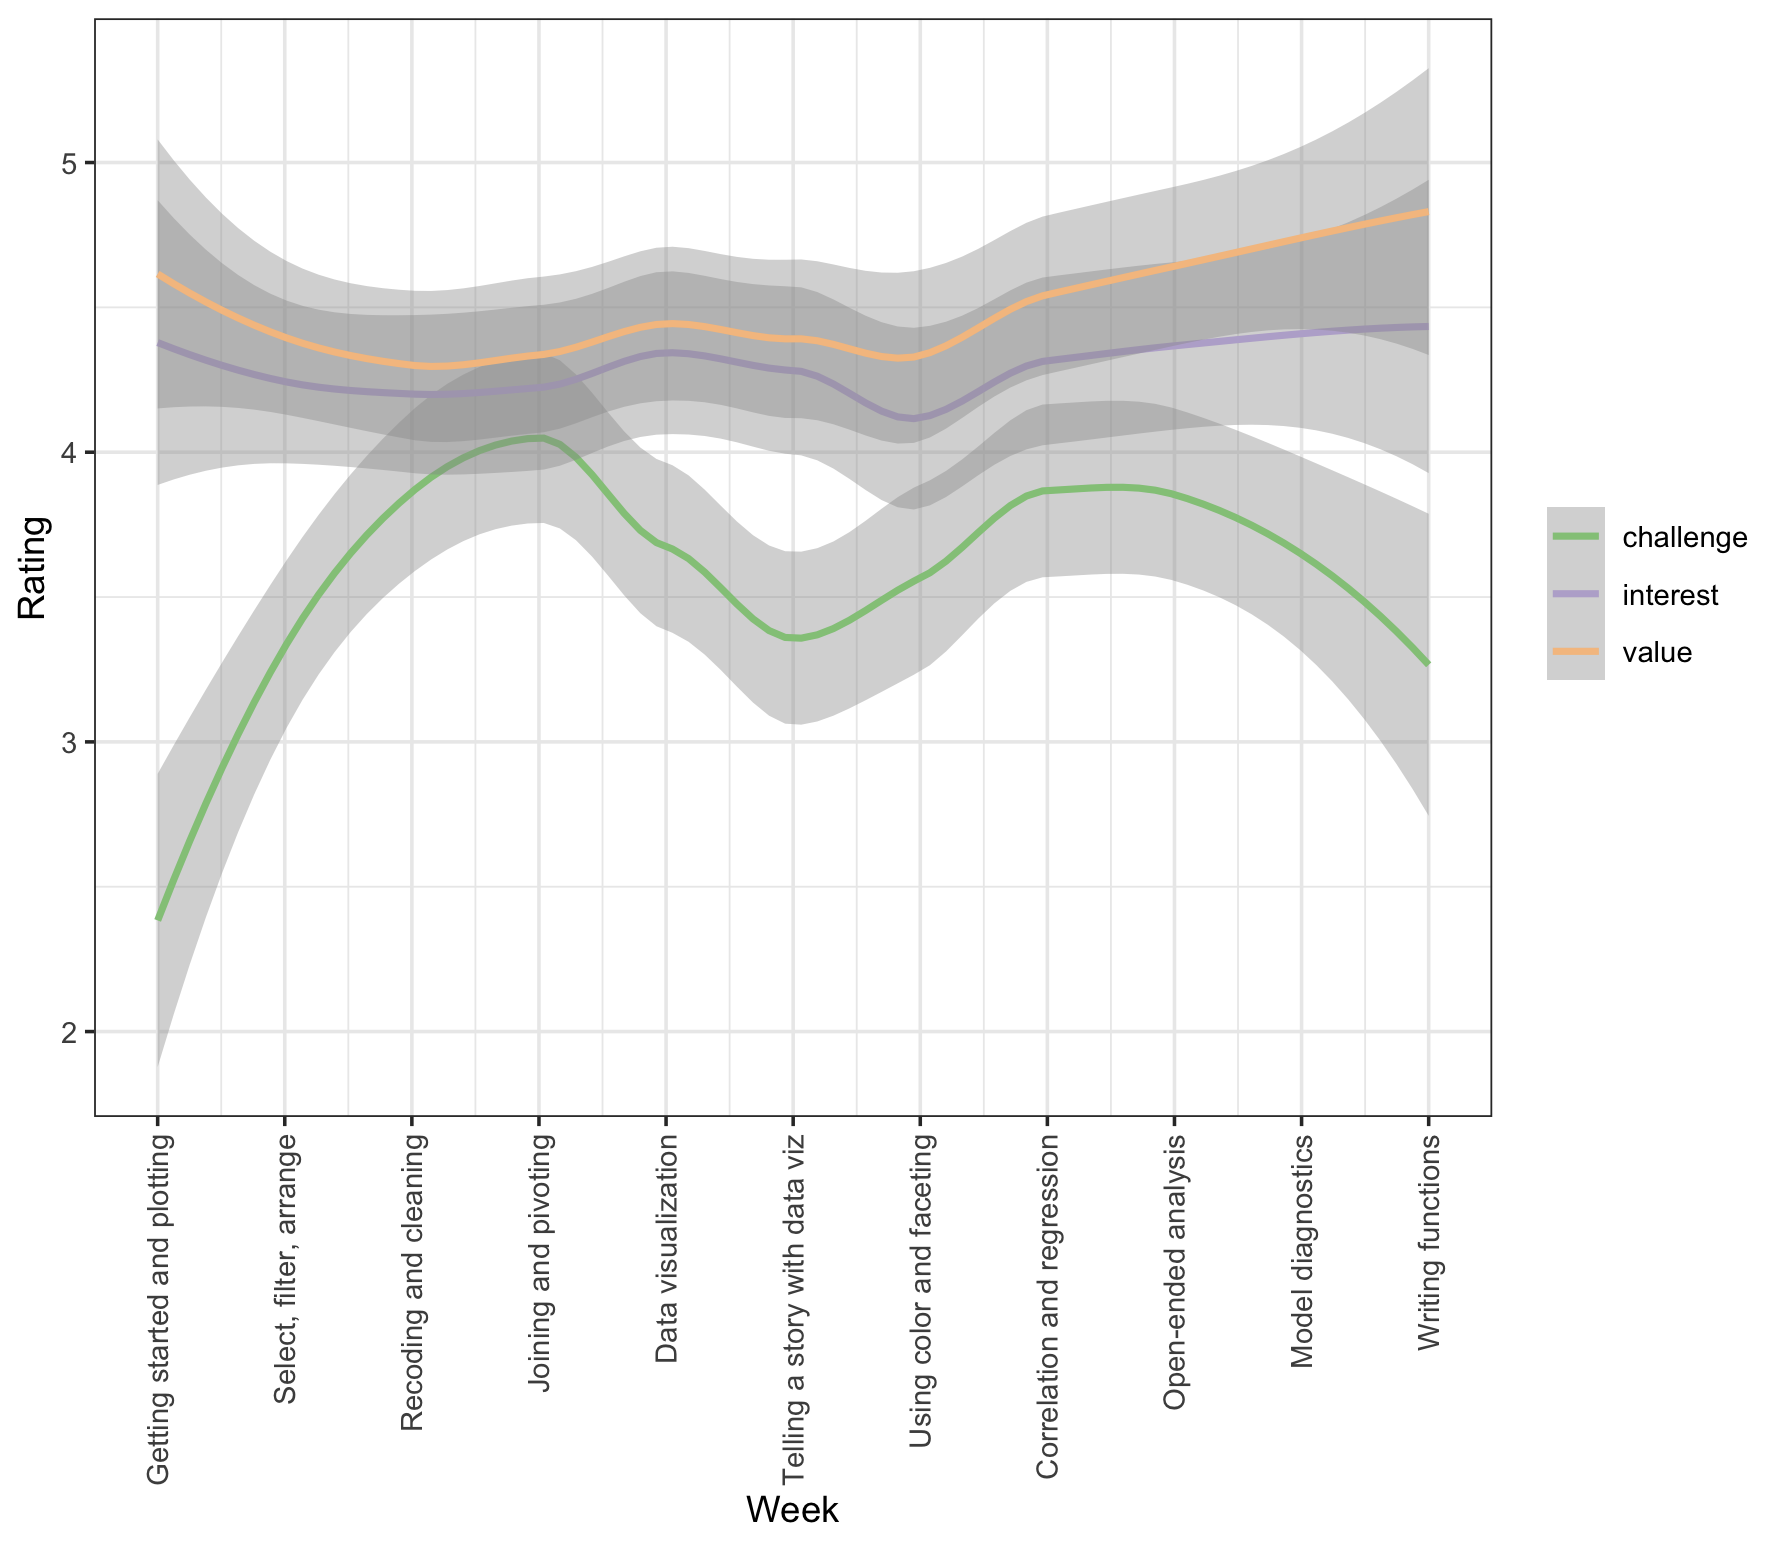 Rating
5
4
3
2
Getting started and plotting
Select, filter, arrange
Recoding and cleaning
Joining and pivoting
Data visualization
Telling a story with data viz
Using color and faceting
Correlation and regression
Open-ended analysis
Model diagnostics
Writing functions
Week
challenge
interest
value